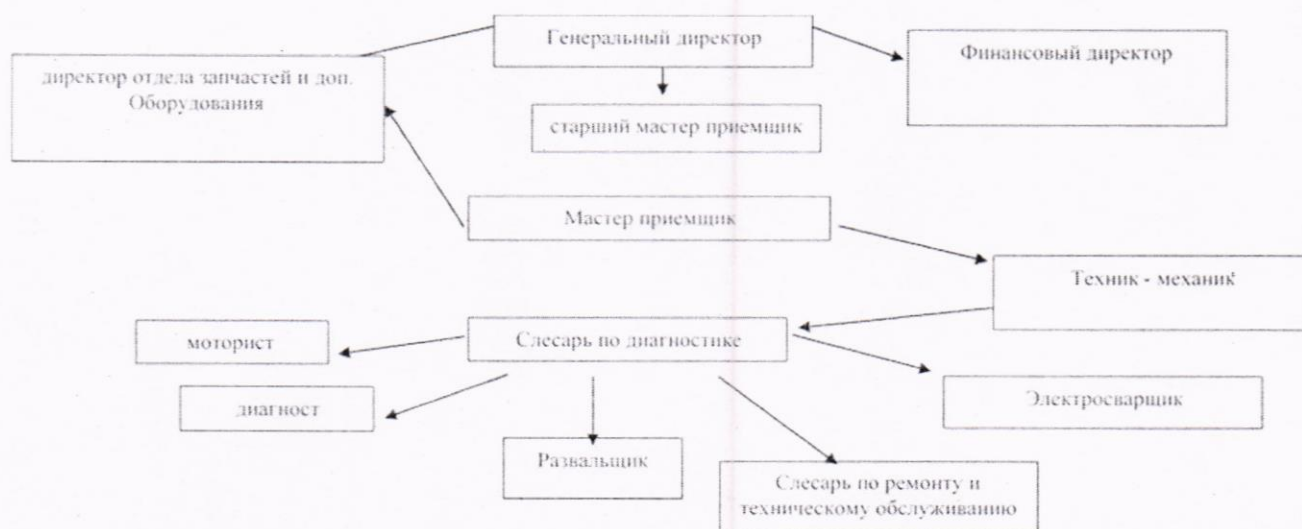 Генеральный директор
Финансовый директор
директор отдела запчастей и доп.
Оборудования
старший мастер приемщик
Мастер приемщик
Техник - механик
Слесарь по диагностике
моторист
Электросварщик
диагност
Развальщик
Слесарь по ремонту и
техническому обслуживанию